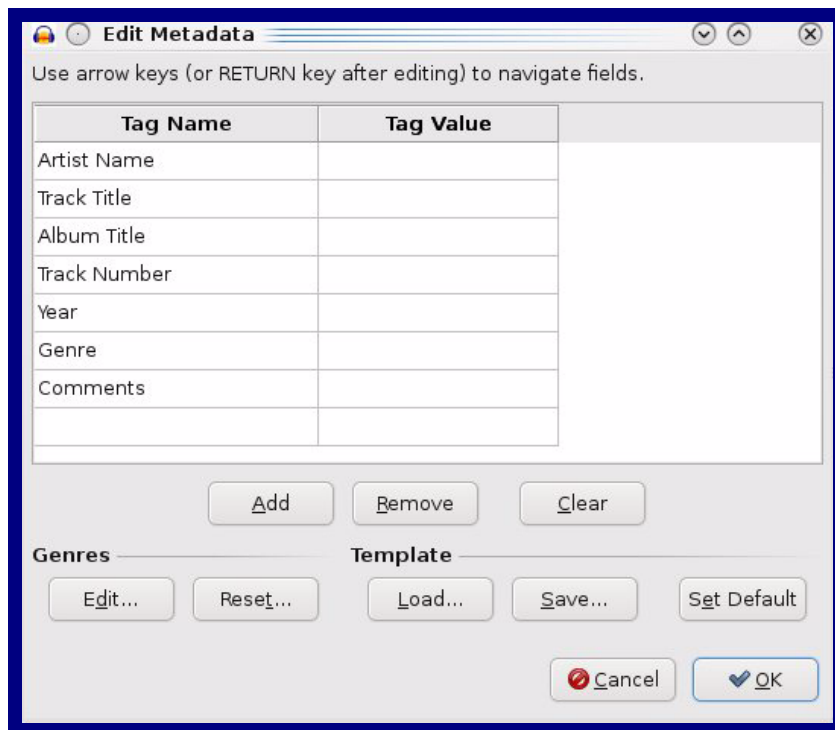 Edit Metadata
Use arrow keys (or RETURN key after editing) to navigate fields.
Tag Name Tag Value
Artist Name
Track Title
Album Title
Track Number
Year
Genre
Comments
Add Remove Clear
Genres Template
Edit... Reset... Load... Save... Set Default
Cancel OK